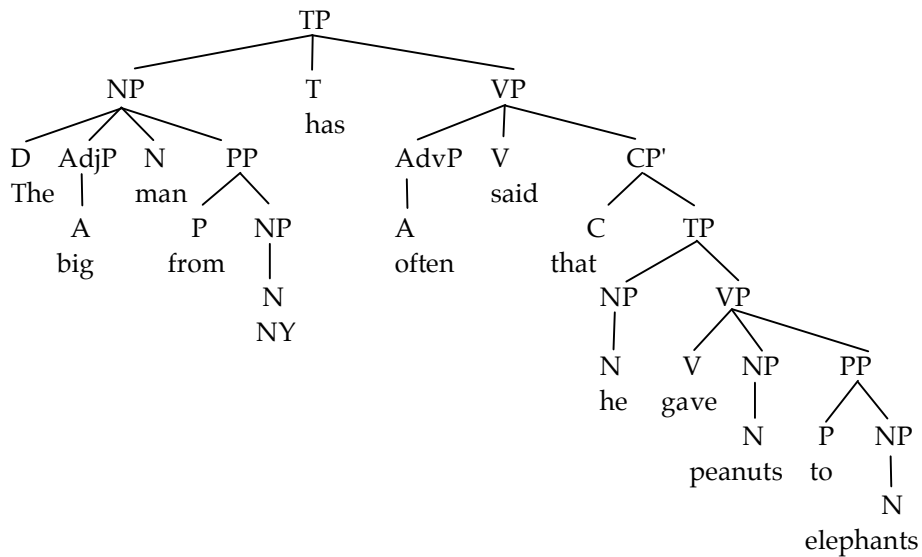 TP
NP T VP
has
D AdjP N PP AdvP V CP'
The man said
A P NP A C TP
big from often that
N NP VP
NY
N V NP PP
he gave
N P NP
peanuts to
N
elephants